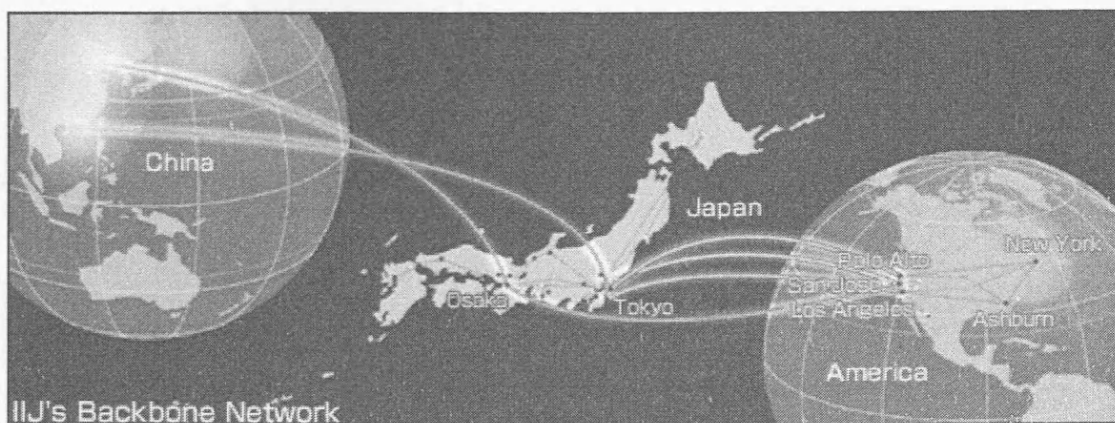 China
Japan
New York
Palo Alto
San Jose
Osaka
Tokyo
Los Angeles
Ashburn
America
IIJ's Backbone Network